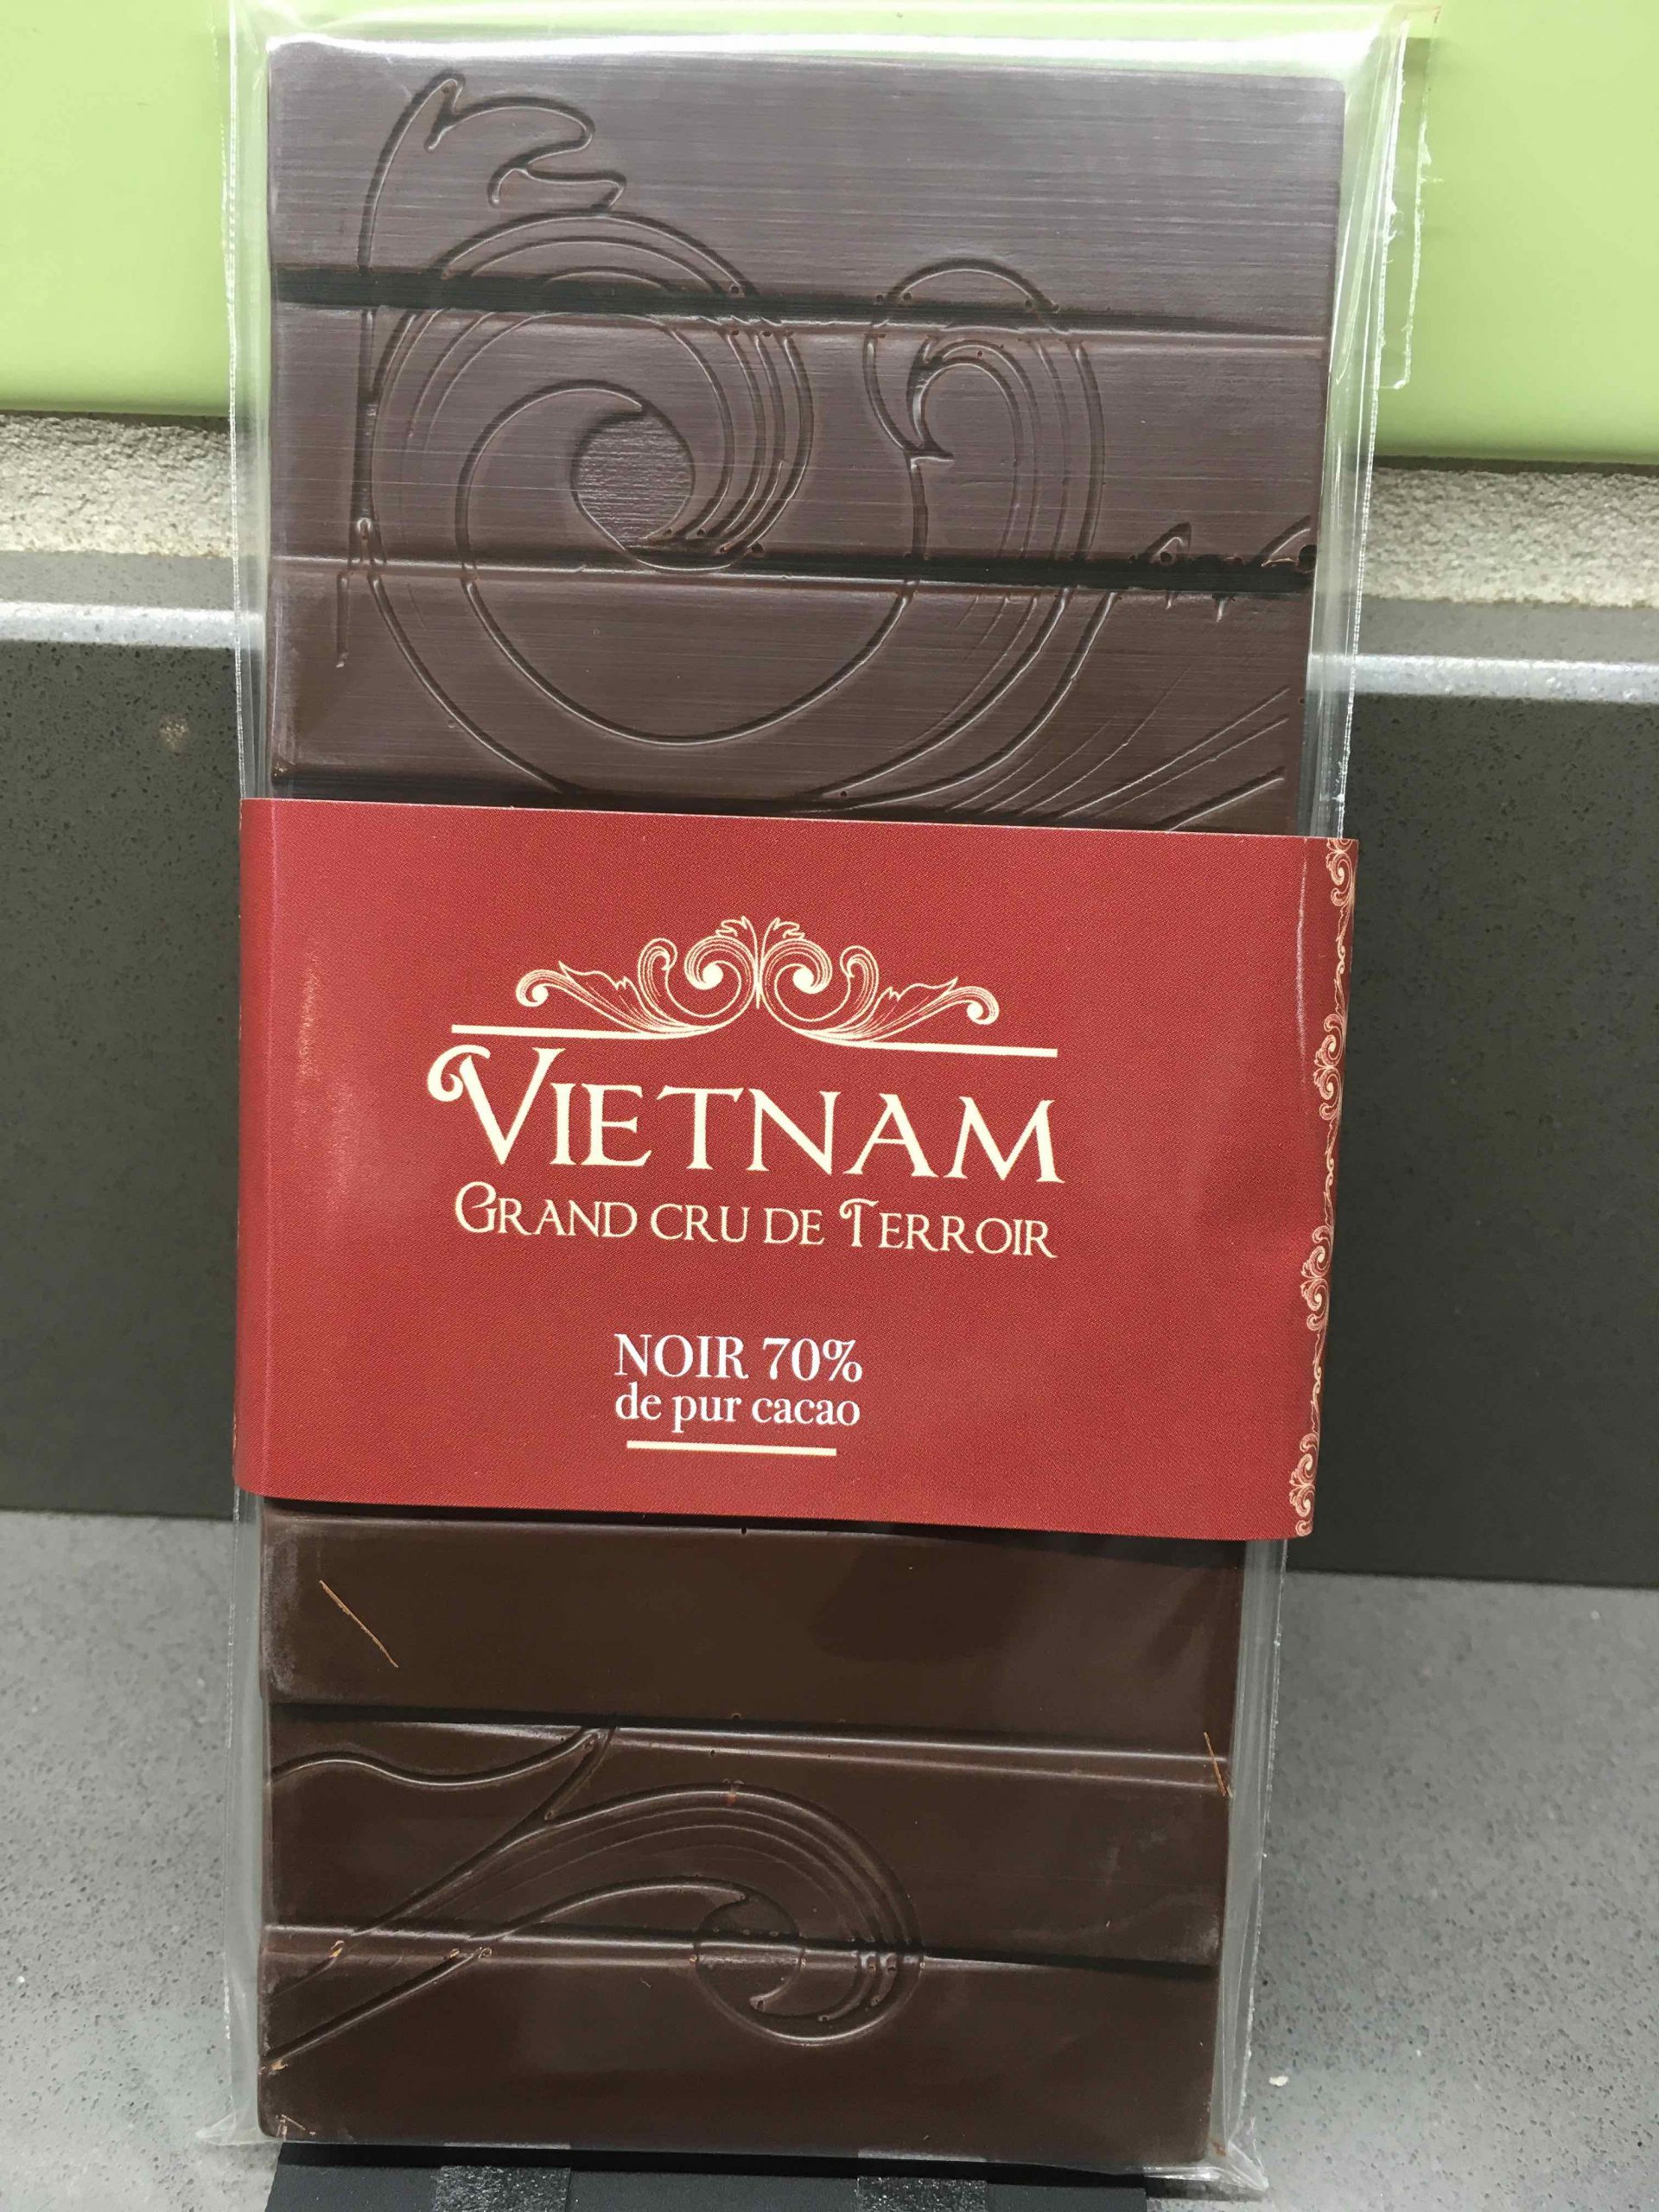 VIETNAM
GRAND CRU DE TERROIR
NOIR 70%
de pur cacao